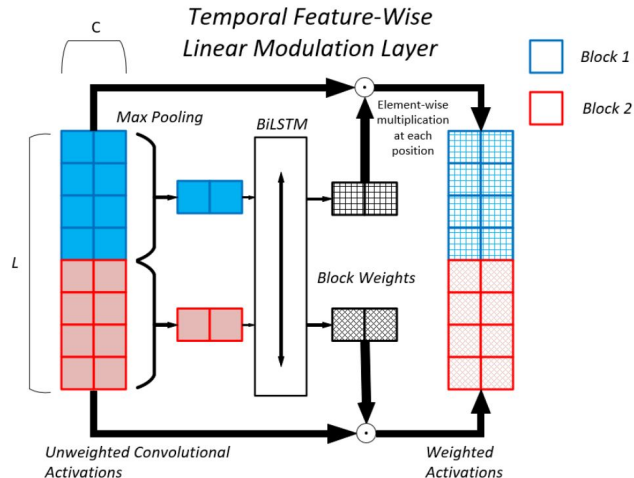 Temporal Feature-Wise
Linear Modulation Layer
C
Block 1
Block 2
Max Pooling
BiLSTM
Element-wise
multiplication
at each
position
L
Block Weights
Unweighted Convolutional
Activations
Weighted
Activations